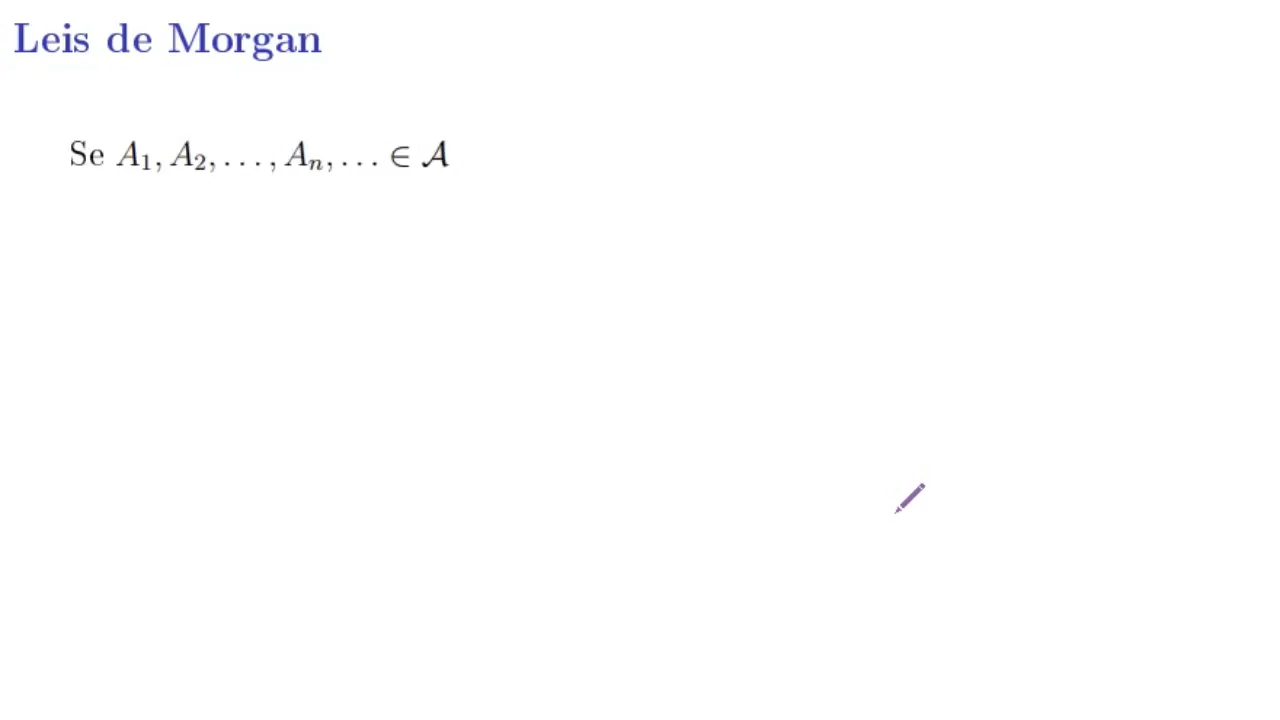 Leis de Morgan
Se A₁, A₂, . . . , Aₙ, . . . ∈ 𝒜